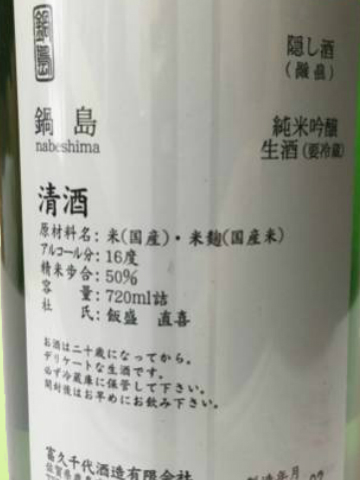 鍋島
隠し酒
鍋島
nabeshima
純米吟醸
生酒(要冷蔵)
清酒
原材料名: 米(国産)・米麹(国産米)
アルコール分: 16度
精米歩合: 50%
容量: 720ml詰
杜氏: 飯盛 直喜
お酒は二十歳になってから。
デリケートな生酒です。
必ず冷蔵庫に保管して下さい。
開封後はお早めにお飲み下さい。
富久千代酒造有限会社
製造年月